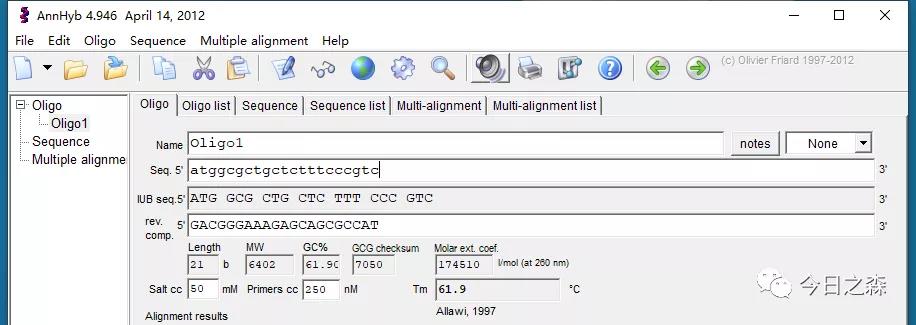 AnnHyb 4.946 April 14, 2012
File Edit Oligo Sequence Multiple alignment Help
(c) Olivier Friard 1997-2012
Oligo
Oligo1
Sequence
Multiple alignme
Oligo Oligo list Sequence Sequence list Multi-alignment Multi-alignment list
Name Oligo1 notes None
Seq. 5' atggcgctgctctttcccgtc 3'
IUB seq.5' ATG GCG CTG CTC TTT CCC GTC 3'
rev. comp. 5' GACGGGAAAGAGCAGCGCCAT 3'
Length MW GC% GCG checksum Molar ext. coef.
21 b 6402 61.90 7050 174510 l/mol (at 260 nm)
Salt cc 50 mM Primers cc 250 nM Tm 61.9 °C
Allawi, 1997
Alignment results
今日之森